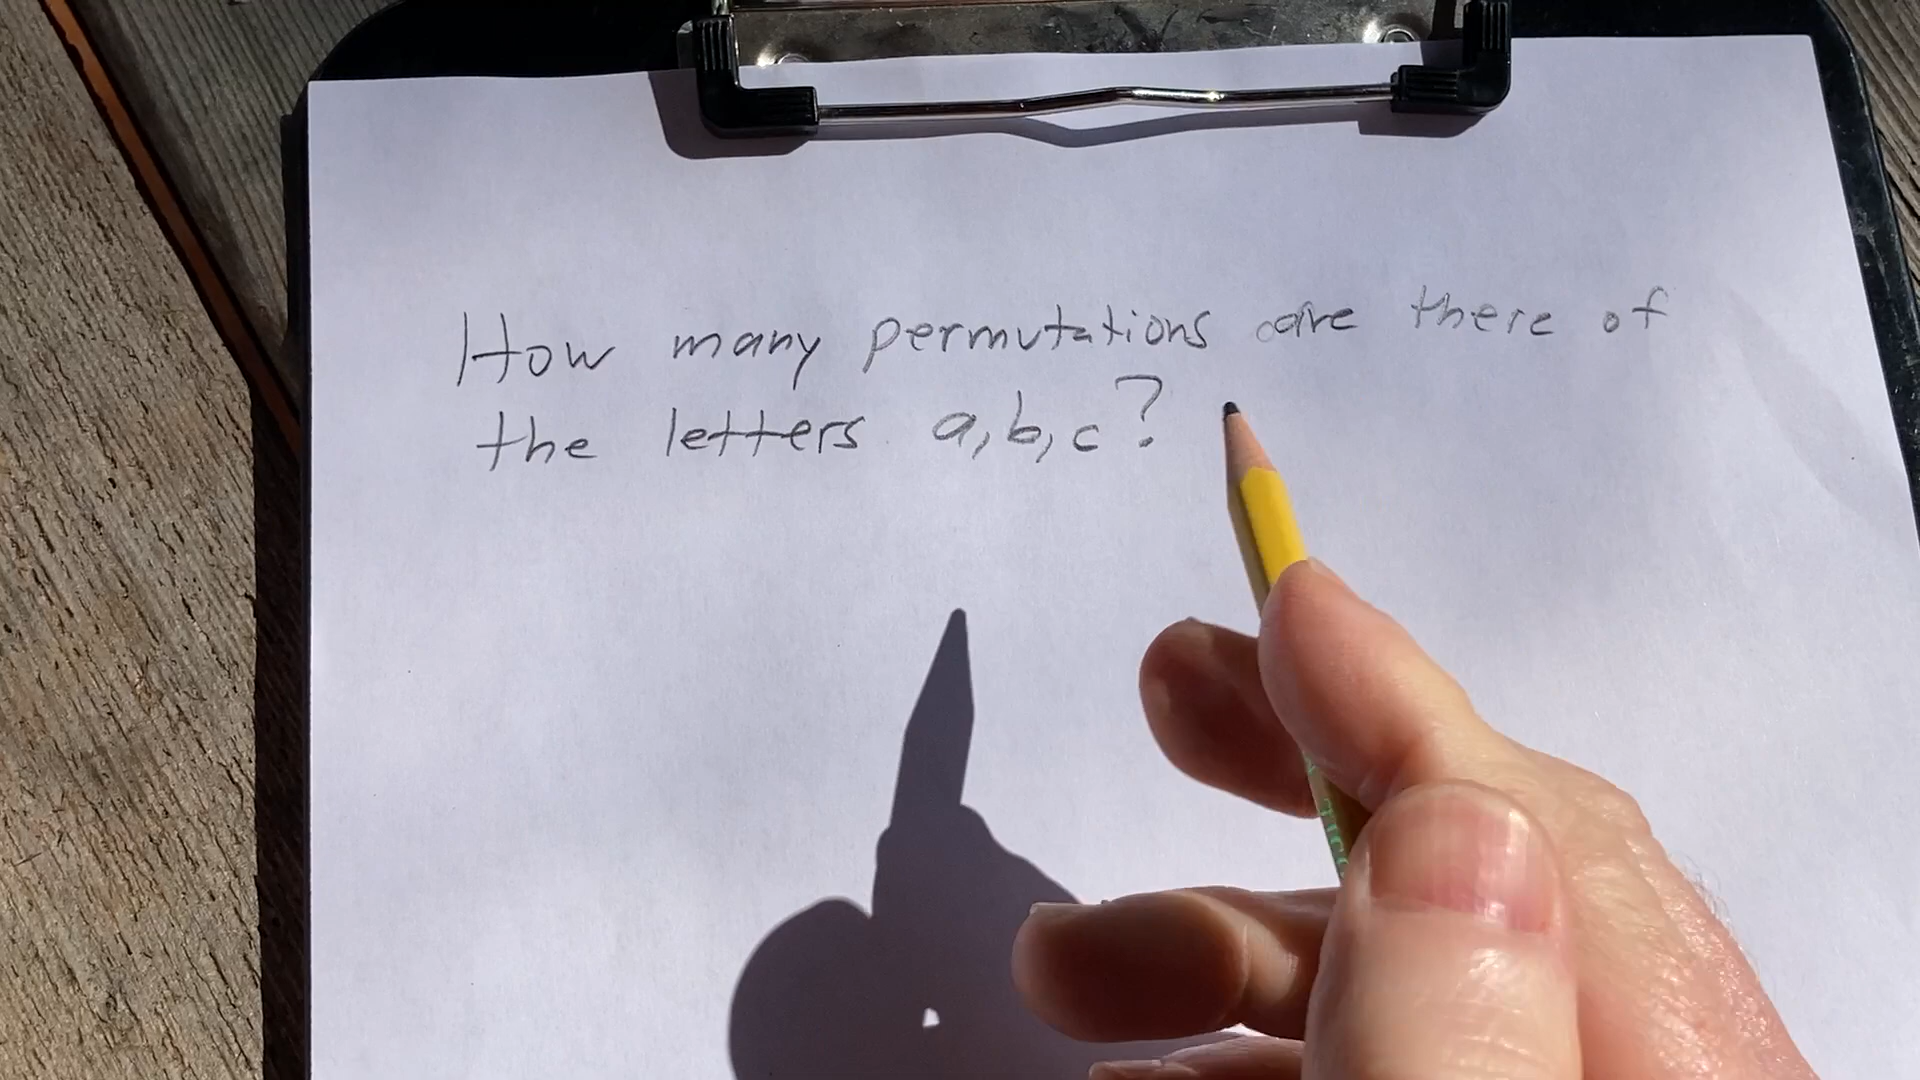 How many permutations are there of
the letters a, b, c?